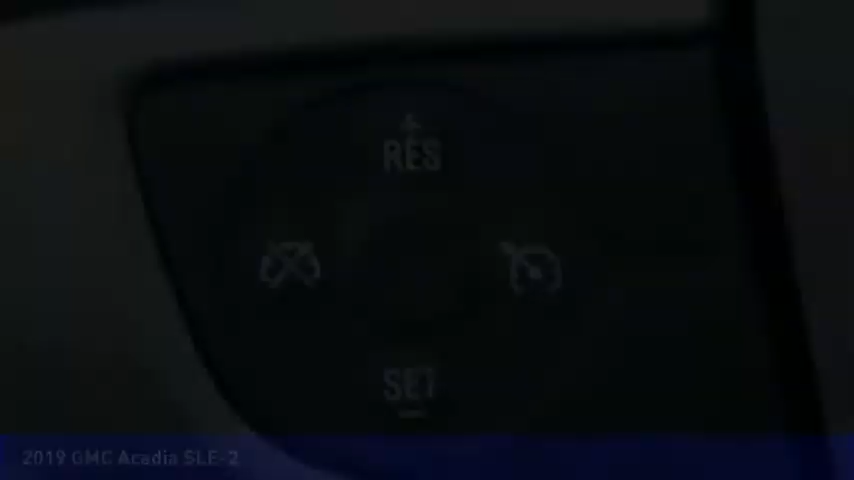 +
RES
SET
—
2019 GMC Acadia SLE-2